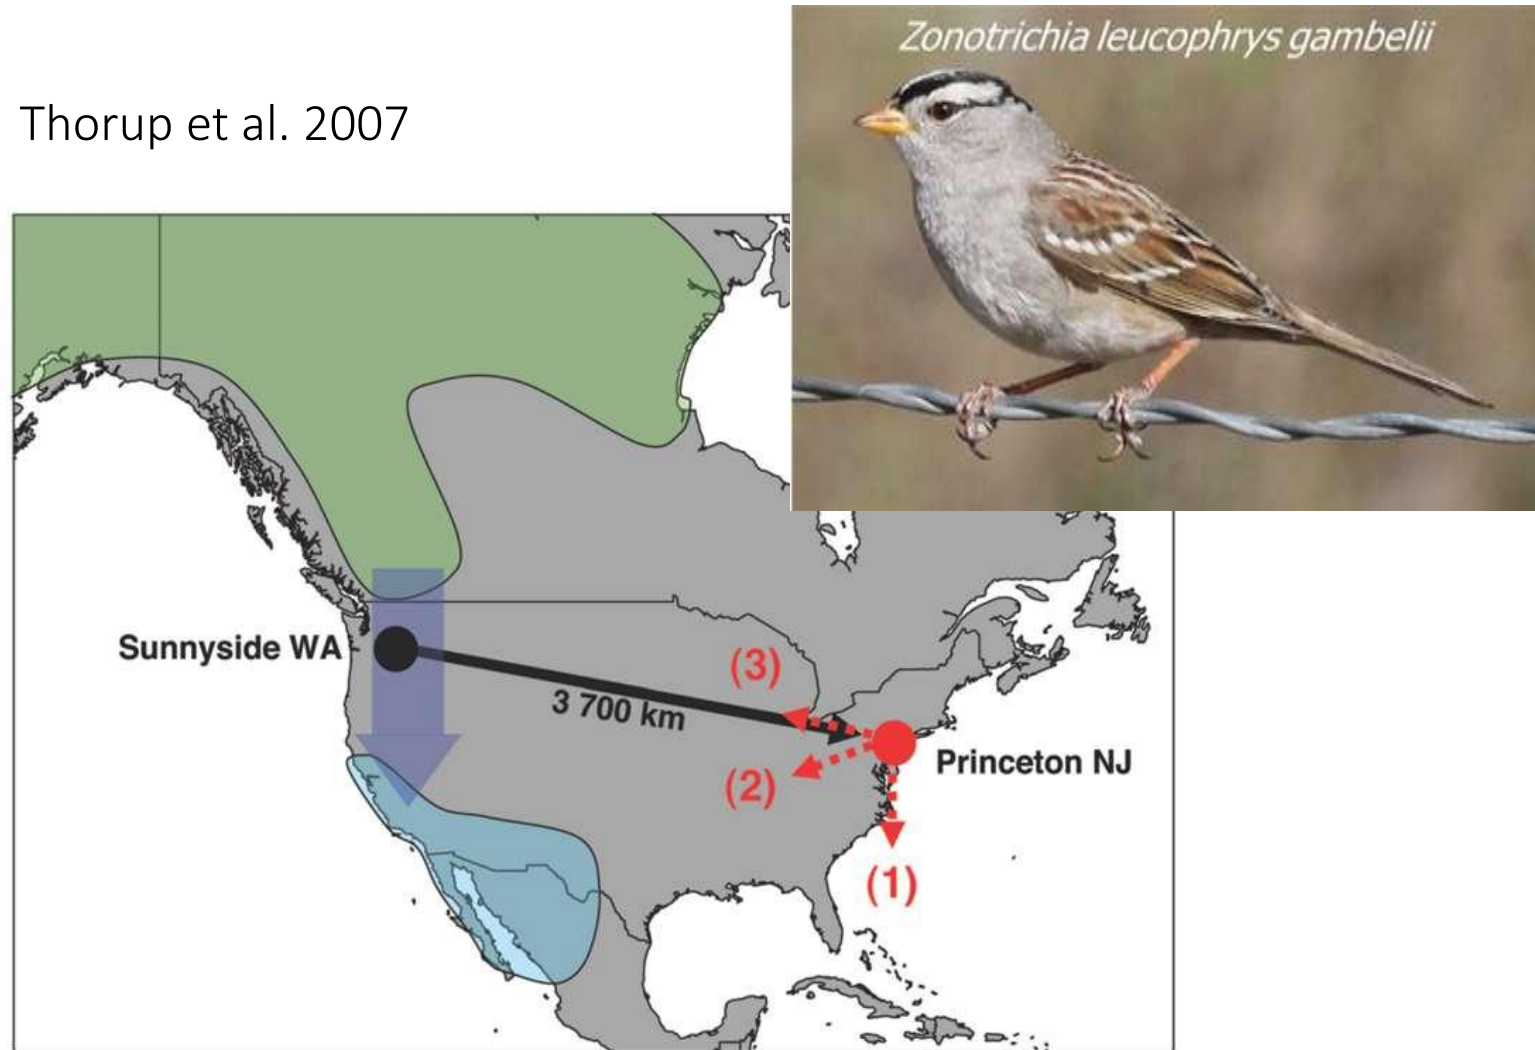 Zonotrichia leucophrys gambelii
Thorup et al. 2007
Sunnyside WA
(3)
3 700 km
Princeton NJ
(2)
(1)